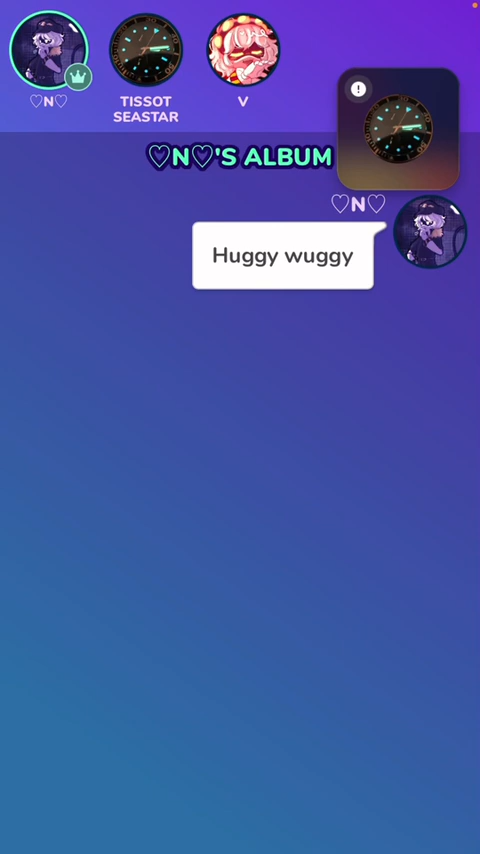 ♡N♡
TISSOT
SEASTAR
V
♡N♡'S ALBUM
♡N♡
Huggy wuggy